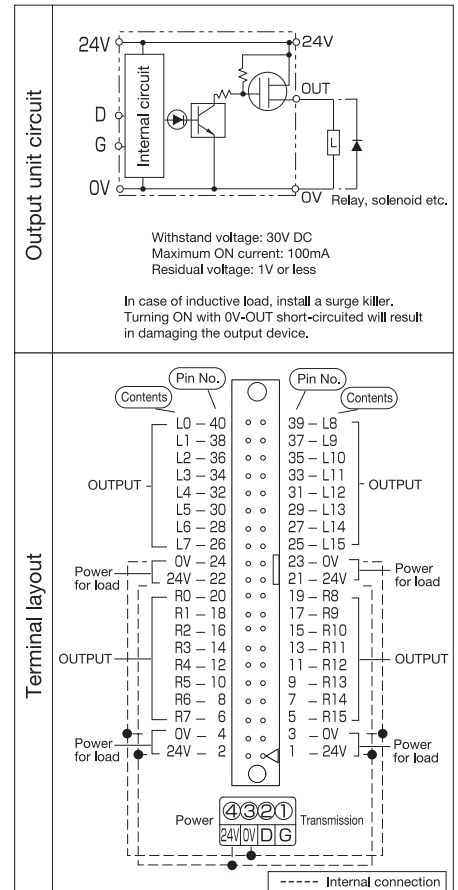 Output unit circuit
24V
24V
Internal circuit
D
G
OUT
L
0V
0V
Relay, solenoid etc.
Withstand voltage: 30V DC
Maximum ON current: 100mA
Residual voltage: 1V or less
In case of inductive load, install a surge killer.
Turning ON with 0V-OUT short-circuited will result
in damaging the output device.
Terminal layout
Pin No. Pin No.
Contents Contents
L0 – 40 39 – L8
L1 – 38 37 – L9
L2 – 36 35 – L10
L3 – 34 33 – L11
OUTPUT L4 – 32 31 – L12 OUTPUT
L5 – 30 29 – L13
L6 – 28 27 – L14
L7 – 26 25 – L15
Power for load 0V – 24 23 – 0V Power for load
24V – 22 21 – 24V
R0 – 20 19 – R8
R1 – 18 17 – R9
R2 – 16 15 – R10
R3 – 14 13 – R11
OUTPUT R4 – 12 11 – R12 OUTPUT
R5 – 10 9 – R13
R6 – 8 7 – R14
R7 – 6 5 – R15
Power for load 0V – 4 3 – 0V Power for load
24V – 2 1 – 24V
Power ④③②① Transmission
24V 0V D G
Internal connection